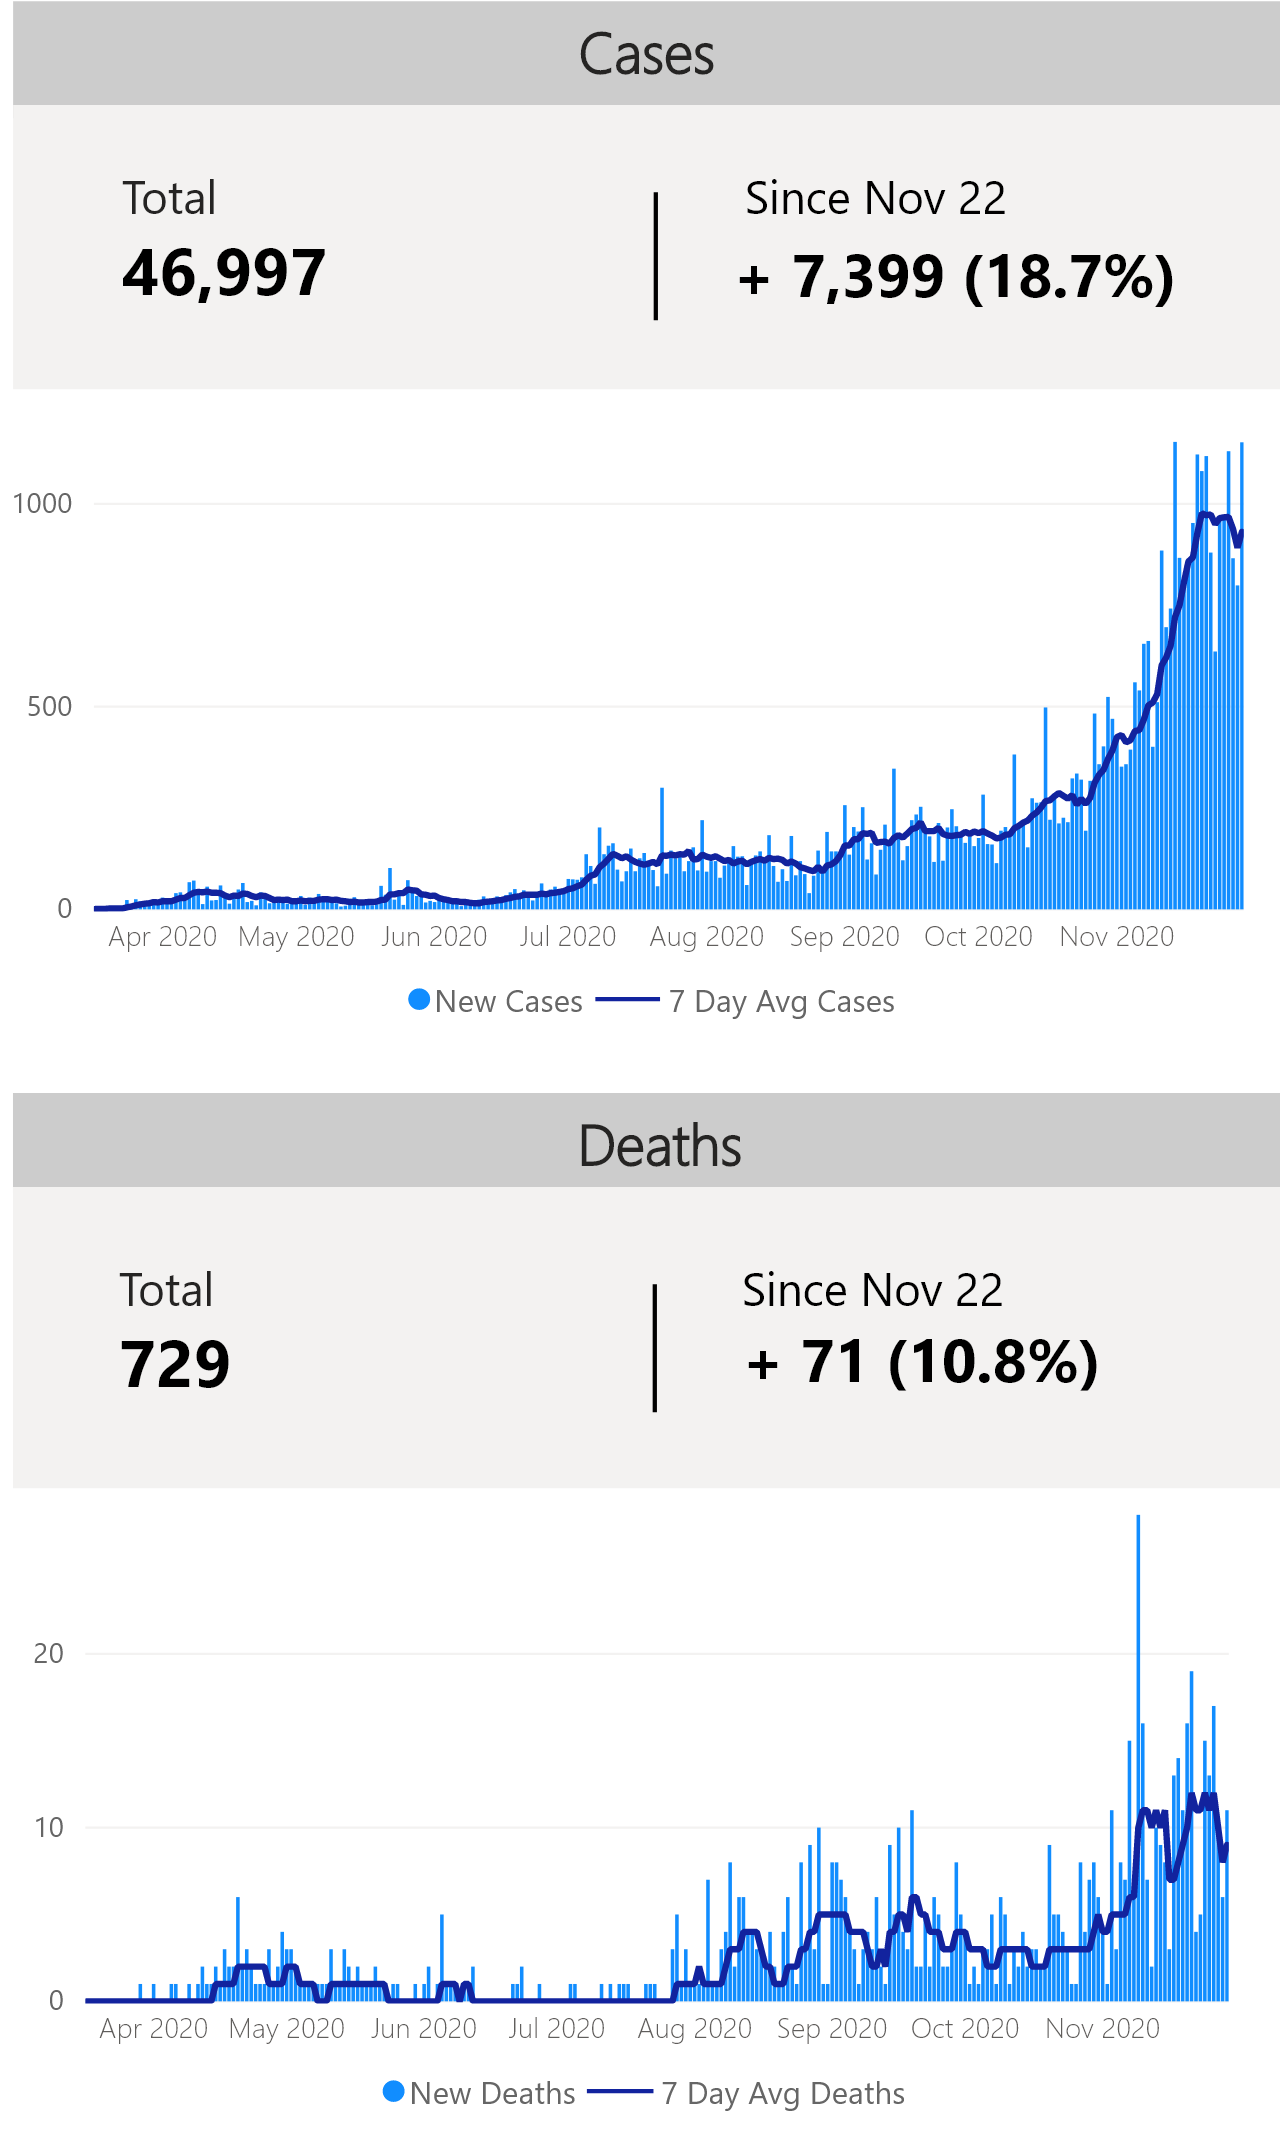 Cases
Total
Since Nov 22
46,997
+ 7,399 (18.7%)
1000
500
0
Apr 2020 May 2020 Jun 2020 Jul 2020 Aug 2020 Sep 2020 Oct 2020 Nov 2020
New Cases 7 Day Avg Cases
Deaths
Total
Since Nov 22
729
+ 71 (10.8%)
20
10
0
Apr 2020 May 2020 Jun 2020 Jul 2020 Aug 2020 Sep 2020 Oct 2020 Nov 2020
New Deaths 7 Day Avg Deaths